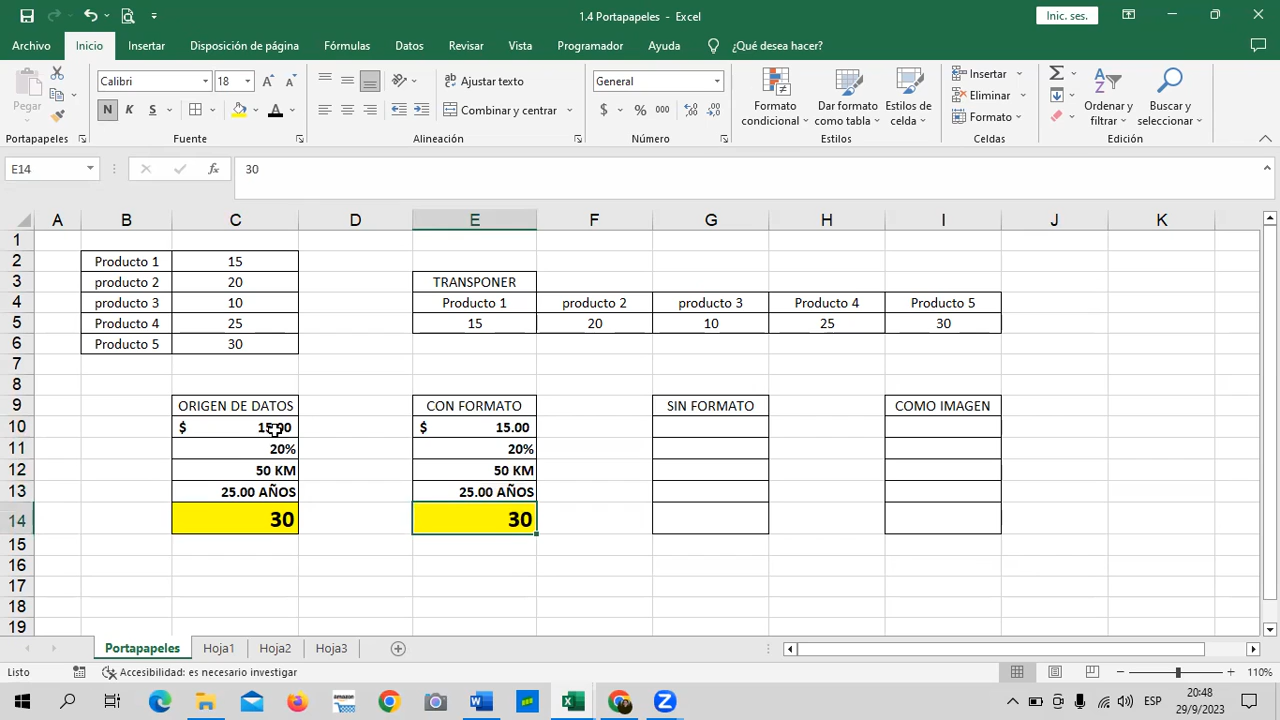 1.4 Portapapeles - Excel
Inic. ses.
Archivo Inicio Insertar Disposición de página Fórmulas Datos Revisar Vista Programador Ayuda ¿Qué desea hacer?
Pegar
Calibri 18
N K S
Ajustar texto
Combinar y centrar
General
$ % 000
Formato condicional
Dar formato como tabla
Estilos de celda
Insertar
Eliminar
Formato
Ordenar y filtrar
Buscar y seleccionar
Portapapeles Fuente Alineación Número Estilos Celdas Edición
E14 fx 30
A B C D E F G H I J K
1
2 Producto 1 15
3 producto 2 20 TRANSPONER
4 producto 3 10 Producto 1 producto 2 producto 3 Producto 4 Producto 5
5 Producto 4 25 15 20 10 25 30
6 Producto 5 30
7
8
9 ORIGEN DE DATOS CON FORMATO SIN FORMATO COMO IMAGEN
10 $ 15.00 $ 15.00
11 20% 20%
12 50 KM 50 KM
13 25.00 AÑOS 25.00 AÑOS
14 30 30
15
16
17
18
19
Portapapeles Hoja1 Hoja2 Hoja3
Listo Accesibilidad: es necesario investigar 110%
ESP 20:48
29/9/2023